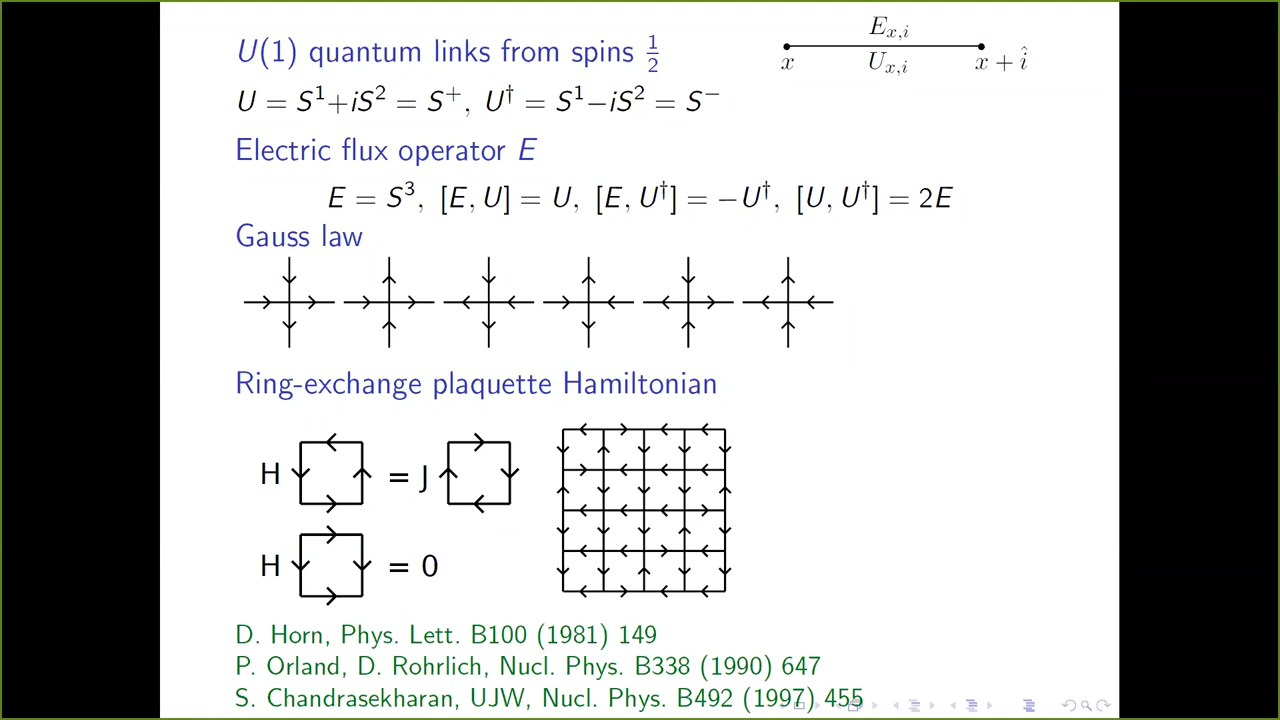 U(1) quantum links from spins 1/2
E_{x,i}
x U_{x,i} x + î
U = S¹+iS² = S⁺, U† = S¹−iS² = S⁻
Electric flux operator E
E = S³, [E, U] = U, [E, U†] = −U†, [U, U†] = 2E
Gauss law
Ring-exchange plaquette Hamiltonian
H = J
H = 0
D. Horn, Phys. Lett. B100 (1981) 149
P. Orland, D. Rohrlich, Nucl. Phys. B338 (1990) 647
S. Chandrasekharan, UJW, Nucl. Phys. B492 (1997) 455